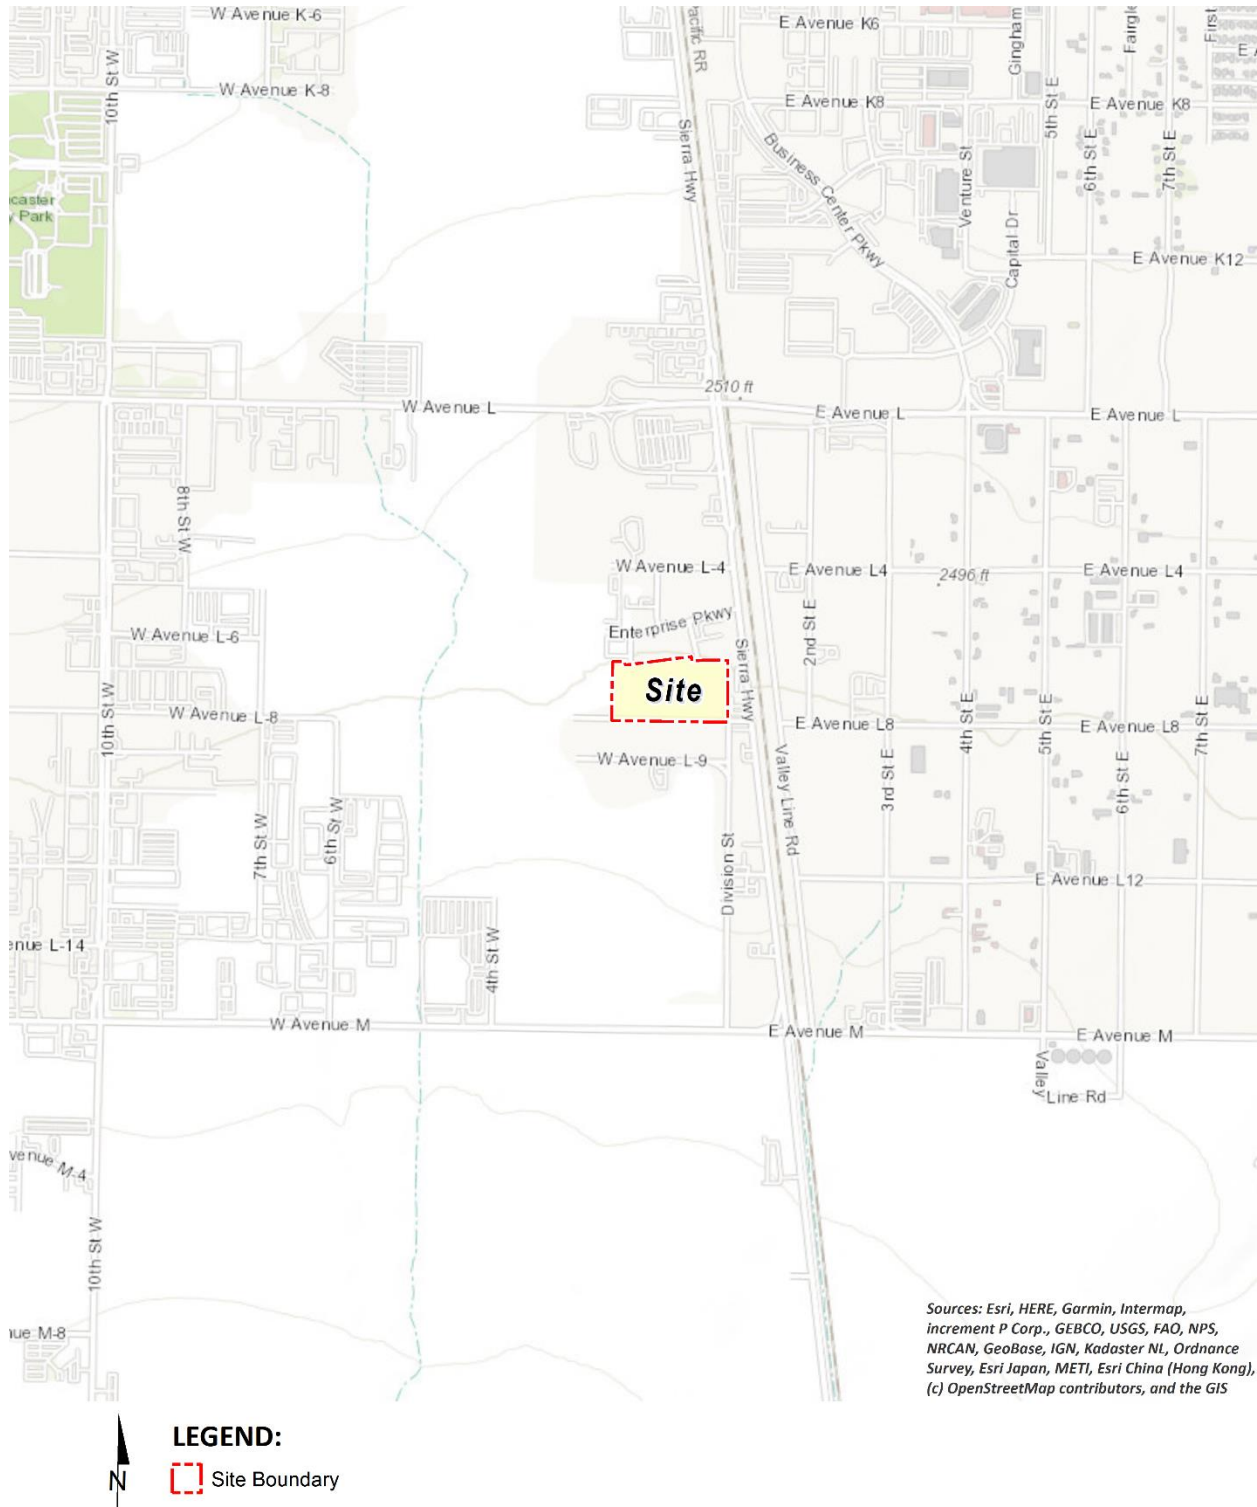 W Avenue K-6
10th St W
W Avenue K-8
Pacific RR
E Avenue K6
Gingham
Fairgle
First
E A
E Avenue K8
5th St E
E Avenue K8
6th St E
7th St E
Sierra Hwy
Business Center Pkwy
Venture St
Capital Dr
E Avenue K12
ncaster
y Park
2510 ft
W Avenue L
E Avenue L
E Avenue L
8th St W
W Avenue L-4
E Avenue L4
2496 ft
E Avenue L4
Enterprise Pkwy
W Avenue L-6
2nd St E
Sierra Hwy
Site
10th St W
W Avenue L-8
E Avenue L8
4th St E
5th St E
E Avenue L8
7th St E
W Avenue L-9
Valley Line Rd
3rd St E
6th St E
7th St W
6th St W
Division St
E Avenue L12
enue L-14
4th St W
W Avenue M
E Avenue M
E Avenue M
Valley
Line Rd
venue M-4
10th St W
nue M-8
Sources: Esri, HERE, Garmin, Intermap,
increment P Corp., GEBCO, USGS, FAO, NPS,
NRCAN, GeoBase, IGN, Kadaster NL, Ordnance
Survey, Esri Japan, METI, Esri China (Hong Kong),
(c) OpenStreetMap contributors, and the GIS
N
LEGEND:
Site Boundary